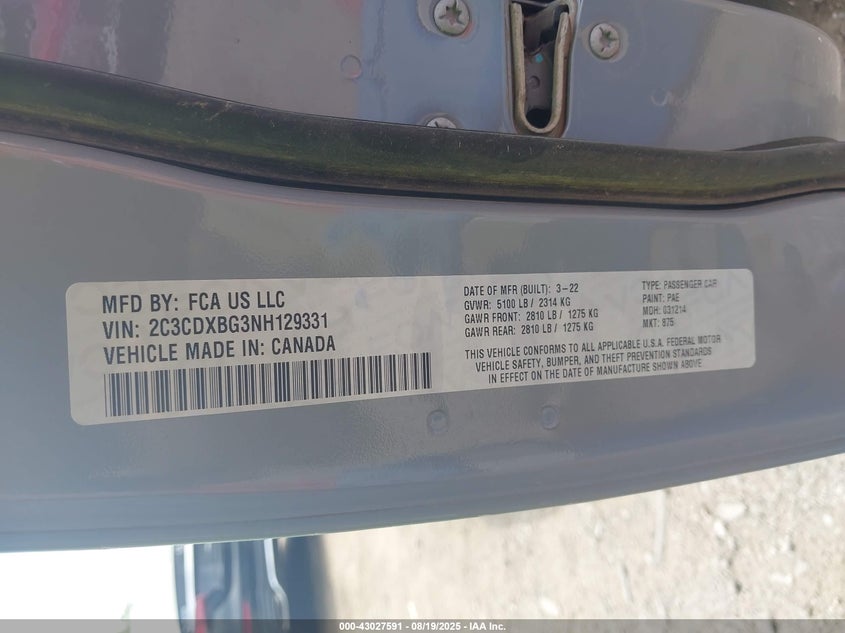 MFD BY: FCA US LLC
VIN: 2C3CDXBG3NH129331
VEHICLE MADE IN: CANADA
DATE OF MFR (BUILT): 3-22
GVWR: 5100 LB / 2314 KG
GAWR FRONT: 2810 LB / 1275 KG
GAWR REAR: 2810 LB / 1275 KG
TYPE: PASSENGER CAR
PAINT: PAE
MDH: 031214
MKT: 875
THIS VEHICLE CONFORMS TO ALL APPLICABLE U.S.A. FEDERAL MOTOR
VEHICLE SAFETY, BUMPER, AND THEFT PREVENTION STANDARDS
IN EFFECT ON THE DATE OF MANUFACTURE SHOWN ABOVE
000-43027591 - 08/19/2025 - IAA Inc.